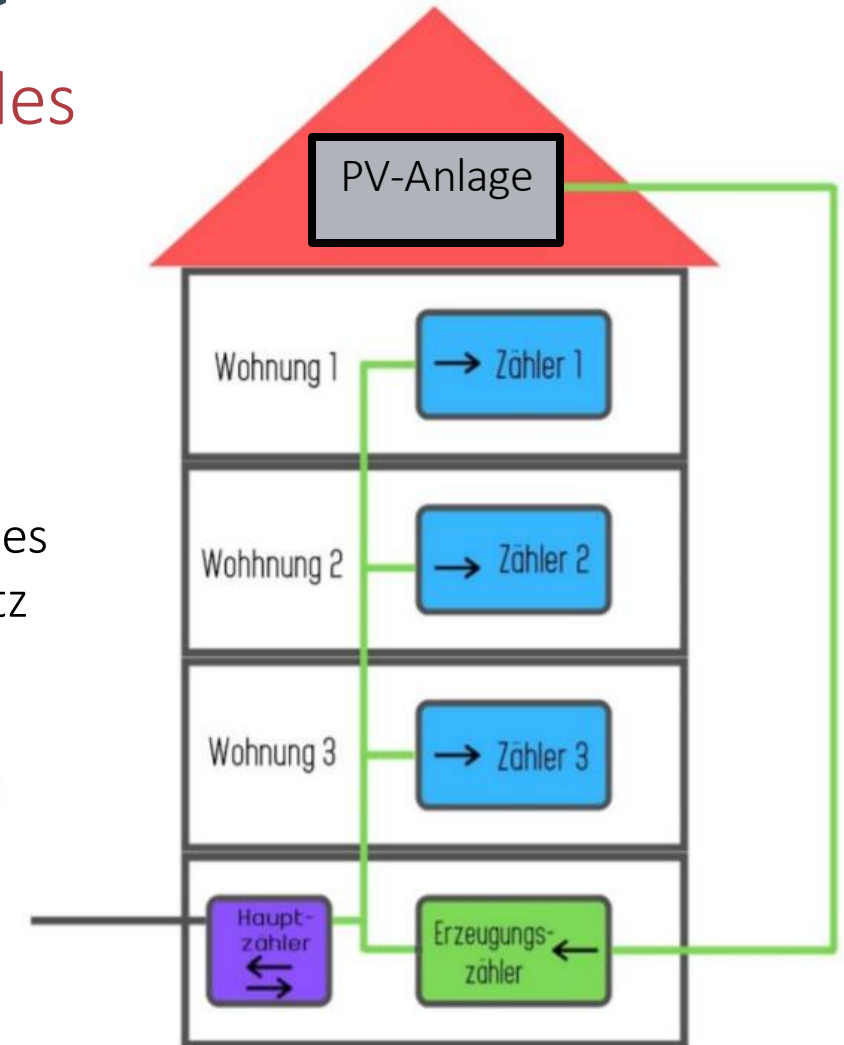 les
PV-Anlage
Wohnung 1
→ Zähler 1
Wohhnung 2
→ Zähler 2
es
tz
Wohnung 3
→ Zähler 3
Haupt-
zähler
Erzeugungs-
zähler